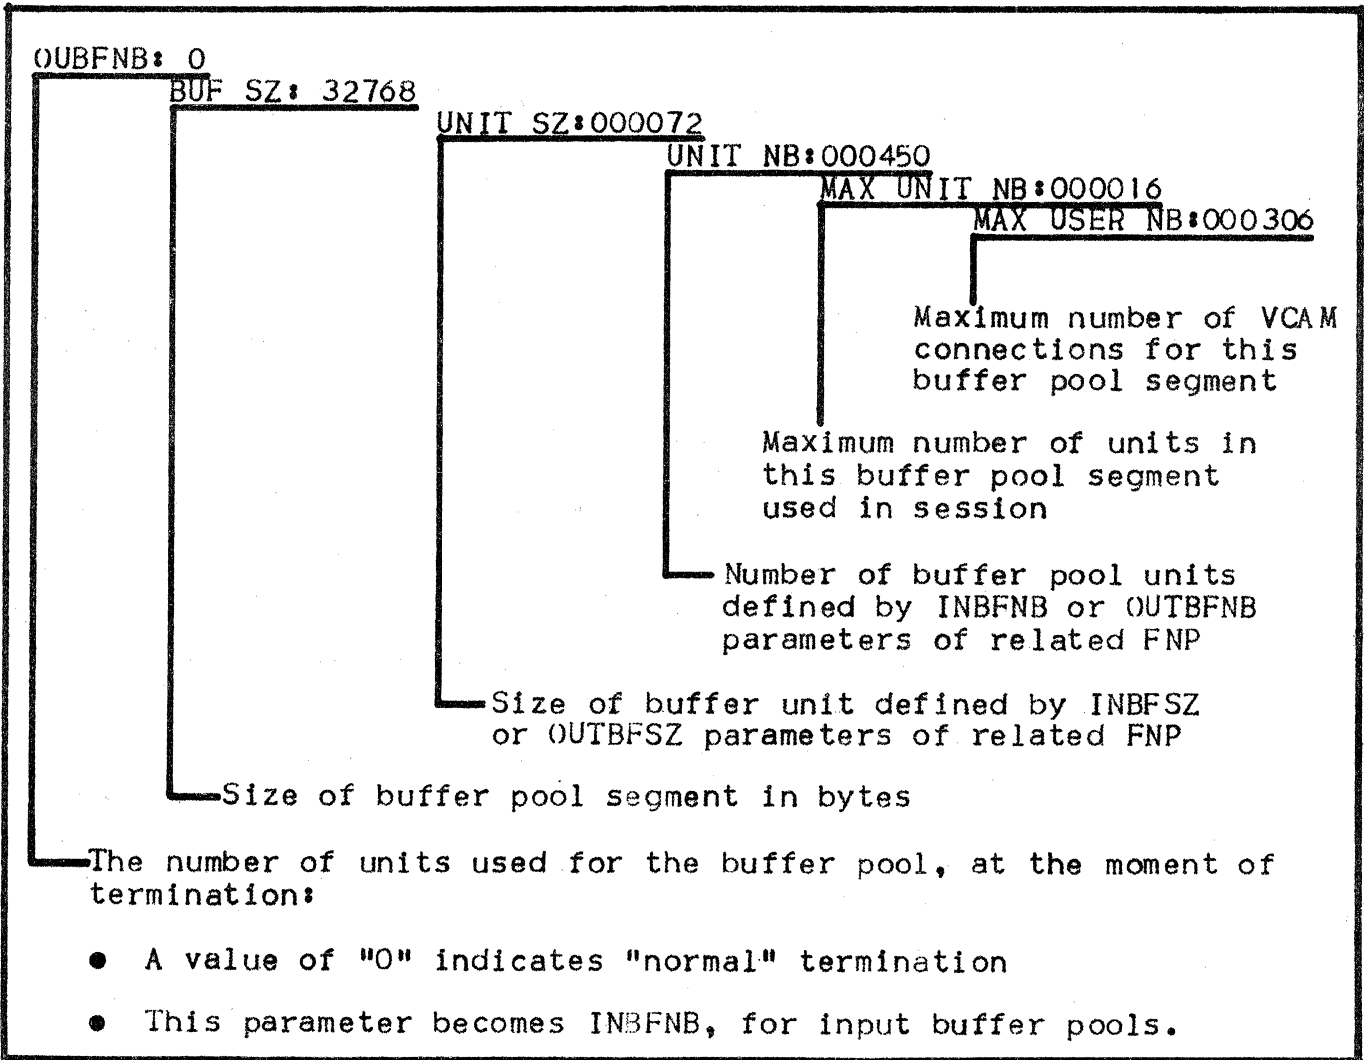 OUBFNB: 0
BUF SZ: 32768
UNIT SZ:000072
UNIT NB:000450
MAX UNIT NB:000016
MAX USER NB:000306
Maximum number of VCAM
connections for this
buffer pool segment
Maximum number of units in
this buffer pool segment
used in session
Number of buffer pool units
defined by INBFNB or OUTBFNB
parameters of related FNP
Size of buffer unit defined by INBFSZ
or OUTBFSZ parameters of related FNP
Size of buffer pool segment in bytes
The number of units used for the buffer pool, at the moment of
termination:
● A value of "0" indicates "normal" termination
● This parameter becomes INBFNB, for input buffer pools.